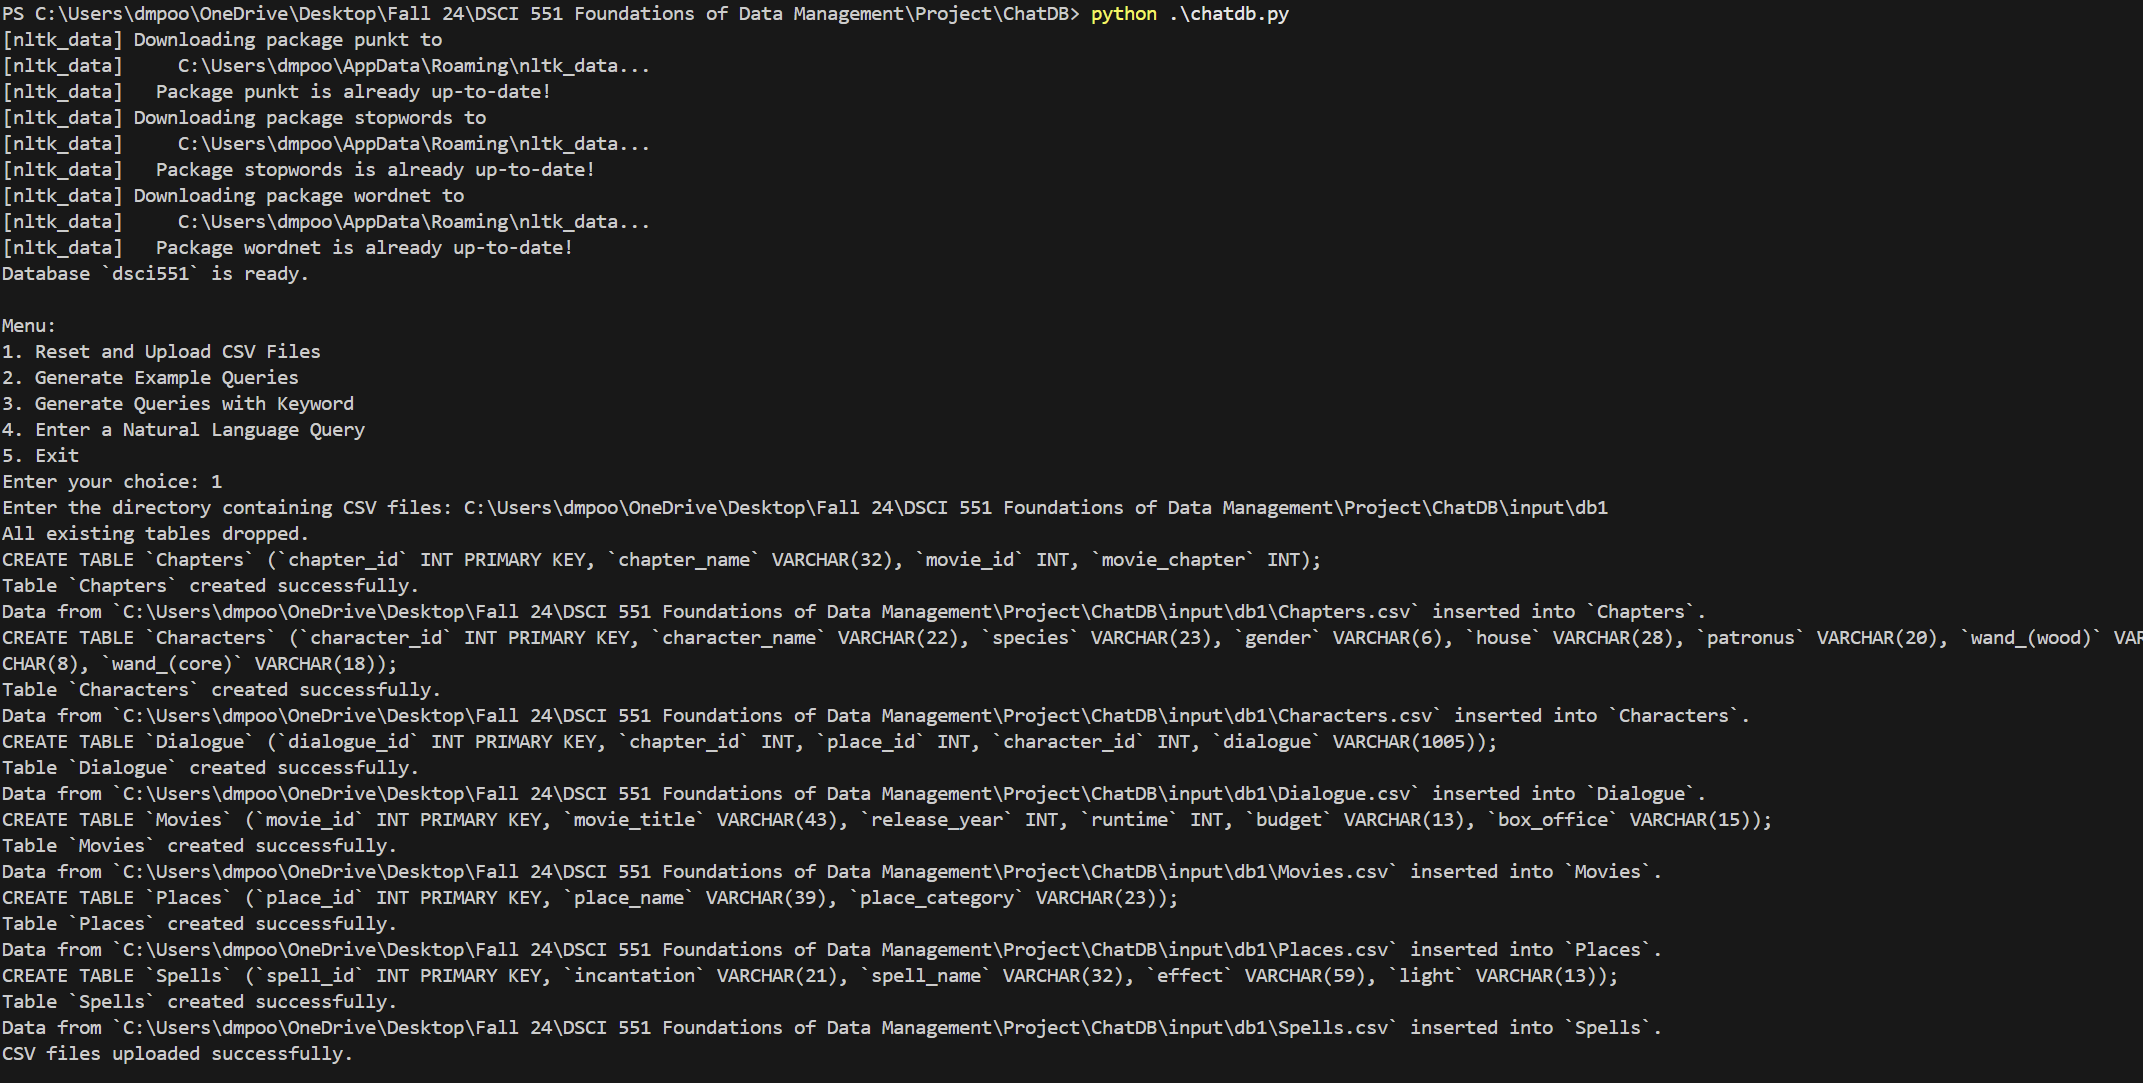 PS C:\Users\dmpoo\OneDrive\Desktop\Fall 24\DSCI 551 Foundations of Data Management\Project\ChatDB> python .\chatdb.py
[nltk_data] Downloading package punkt to
[nltk_data]     C:\Users\dmpoo\AppData\Roaming\nltk_data...
[nltk_data]   Package punkt is already up-to-date!
[nltk_data] Downloading package stopwords to
[nltk_data]     C:\Users\dmpoo\AppData\Roaming\nltk_data...
[nltk_data]   Package stopwords is already up-to-date!
[nltk_data] Downloading package wordnet to
[nltk_data]     C:\Users\dmpoo\AppData\Roaming\nltk_data...
[nltk_data]   Package wordnet is already up-to-date!
Database `dsci551` is ready.

Menu:
1. Reset and Upload CSV Files
2. Generate Example Queries
3. Generate Queries with Keyword
4. Enter a Natural Language Query
5. Exit
Enter your choice: 1
Enter the directory containing CSV files: C:\Users\dmpoo\OneDrive\Desktop\Fall 24\DSCI 551 Foundations of Data Management\Project\ChatDB\input\db1
All existing tables dropped.
CREATE TABLE `Chapters` (`chapter_id` INT PRIMARY KEY, `chapter_name` VARCHAR(32), `movie_id` INT, `movie_chapter` INT);
Table `Chapters` created successfully.
Data from `C:\Users\dmpoo\OneDrive\Desktop\Fall 24\DSCI 551 Foundations of Data Management\Project\ChatDB\input\db1\Chapters.csv` inserted into `Chapters`.
CREATE TABLE `Characters` (`character_id` INT PRIMARY KEY, `character_name` VARCHAR(22), `species` VARCHAR(23), `gender` VARCHAR(6), `house` VARCHAR(28), `patronus` VARCHAR(20), `wand_(wood)` VAR
CHAR(8), `wand_(core)` VARCHAR(18));
Table `Characters` created successfully.
Data from `C:\Users\dmpoo\OneDrive\Desktop\Fall 24\DSCI 551 Foundations of Data Management\Project\ChatDB\input\db1\Characters.csv` inserted into `Characters`.
CREATE TABLE `Dialogue` (`dialogue_id` INT PRIMARY KEY, `chapter_id` INT, `place_id` INT, `character_id` INT, `dialogue` VARCHAR(1005));
Table `Dialogue` created successfully.
Data from `C:\Users\dmpoo\OneDrive\Desktop\Fall 24\DSCI 551 Foundations of Data Management\Project\ChatDB\input\db1\Dialogue.csv` inserted into `Dialogue`.
CREATE TABLE `Movies` (`movie_id` INT PRIMARY KEY, `movie_title` VARCHAR(43), `release_year` INT, `runtime` INT, `budget` VARCHAR(13), `box_office` VARCHAR(15));
Table `Movies` created successfully.
Data from `C:\Users\dmpoo\OneDrive\Desktop\Fall 24\DSCI 551 Foundations of Data Management\Project\ChatDB\input\db1\Movies.csv` inserted into `Movies`.
CREATE TABLE `Places` (`place_id` INT PRIMARY KEY, `place_name` VARCHAR(39), `place_category` VARCHAR(23));
Table `Places` created successfully.
Data from `C:\Users\dmpoo\OneDrive\Desktop\Fall 24\DSCI 551 Foundations of Data Management\Project\ChatDB\input\db1\Places.csv` inserted into `Places`.
CREATE TABLE `Spells` (`spell_id` INT PRIMARY KEY, `incantation` VARCHAR(21), `spell_name` VARCHAR(32), `effect` VARCHAR(59), `light` VARCHAR(13));
Table `Spells` created successfully.
Data from `C:\Users\dmpoo\OneDrive\Desktop\Fall 24\DSCI 551 Foundations of Data Management\Project\ChatDB\input\db1\Spells.csv` inserted into `Spells`.
CSV files uploaded successfully.